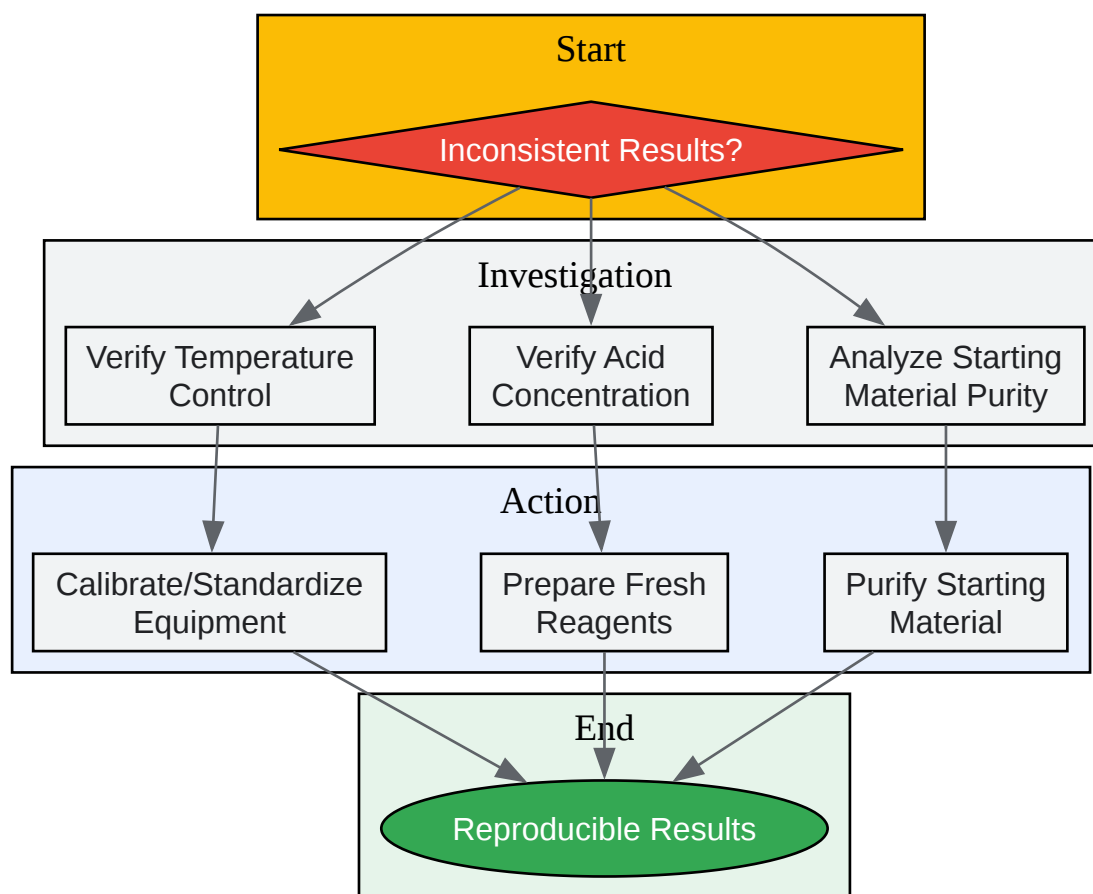 Start
Inconsistent Results?
Investigation
Verify Temperature
Control
Verify Acid
Concentration
Analyze Starting
Material Purity
Action
Calibrate/Standardize
Equipment
Prepare Fresh
Reagents
Purify Starting
Material
End
Reproducible Results